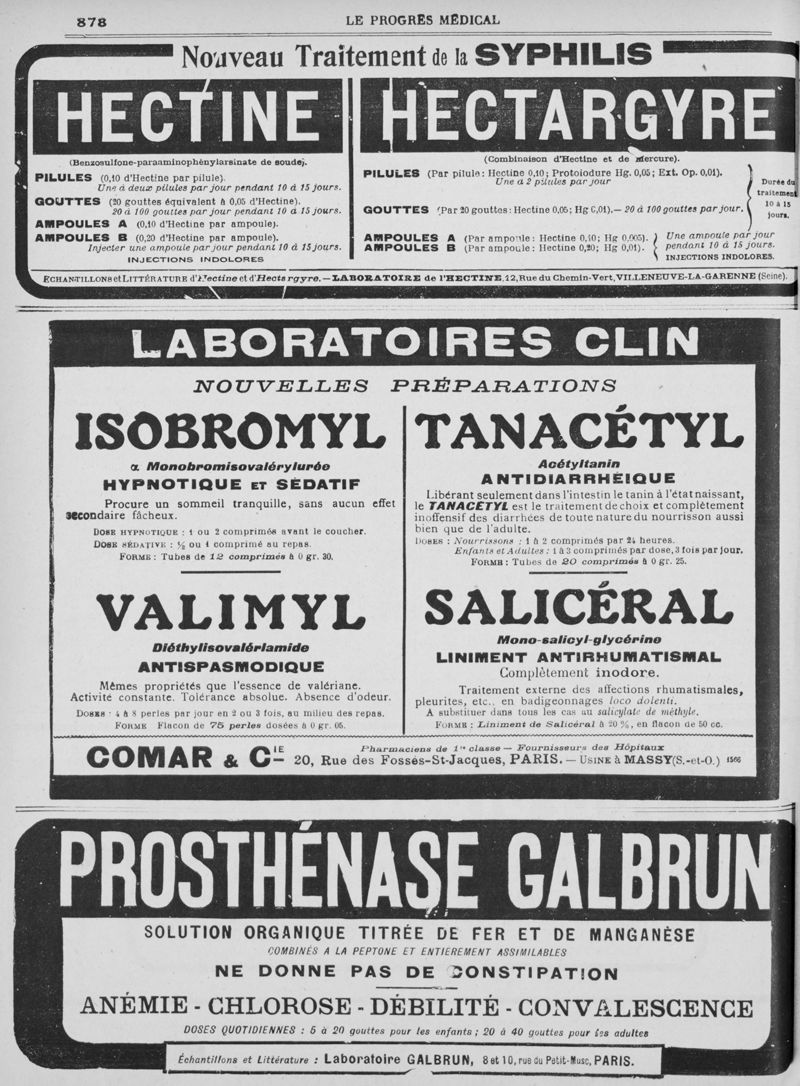 878
LE PROGRÈS MÉDICAL
Nouveau Traitement de la SYPHILIS
HECTINE
(Benzosulfone-paraaminophénylarsinate de soude).
PILULES (0,10 d'Hectine par pilule).
Une à deux pilules par jour pendant 10 à 15 jours.
GOUTTES (20 gouttes équivalent à 0,05 d'Hectine).
20 à 100 gouttes par jour pendant 10 à 15 jours.
AMPOULES A (0,10 d'Hectine par ampoule).
AMPOULES B (0,20 d'Hectine par ampoule).
Injecter une ampoule par jour pendant 10 à 15 jours.
INJECTIONS INDOLORES
HECTARGYRE
(Combinaison d'Hectine et de Mercure).
PILULES (Par pilule: Hectine 0,10; Protoiodure Hg. 0,05; Ext. Op. 0,01).
Une à 2 pilules par jour
GOUTTES (Par 20 gouttes: Hectine 0,05; Hg 0,01).— 20 à 100 gouttes par jour.
Durée du
traitement
10 à 15
jours.
AMPOULES A (Par ampoule: Hectine 0,10; Hg 0,005).
AMPOULES B (Par ampoule: Hectine 0,20; Hg 0,01).
Une ampoule par jour
pendant 10 à 15 jours.
INJECTIONS INDOLORES.
ECHANTILLONS et LITTÉRATURE d'Hectine et d'Hectargyre.—LABORATOIRE de l'HECTINE, 12, Rue du Chemin-Vert, VILLENEUVE-LA-GARENNE (Seine).
LABORATOIRES CLIN
NOUVELLES PRÉPARATIONS
ISOBROMYL
α Monobromisovalérylurée
HYPNOTIQUE ET SÉDATIF
Procure un sommeil tranquille, sans aucun effet
secondaire fâcheux.
DOSE HYPNOTIQUE : 1 ou 2 comprimés avant le coucher.
DOSE SÉDATIVE : ½ ou 1 comprimé au repas.
FORME : Tubes de 12 comprimés à 0 gr. 30.
TANACÉTYL
Acétyltanin
ANTIDIARRHÉIQUE
Libérant seulement dans l'intestin le tanin à l'état naissant,
le TANACÉTYL est le traitement de choix et complètement
inoffensif des diarrhées de toute nature du nourrisson aussi
bien que de l'adulte.
DOSES : Nourrissons : 1 à 2 comprimés par 24 heures.
Enfants et Adultes : 1 à 3 comprimés par dose, 3 fois par jour.
FORME : Tubes de 20 comprimés à 0 gr. 25.
VALIMYL
Diéthylisovalériamide
ANTISPASMODIQUE
Mêmes propriétés que l'essence de valériane.
Activité constante. Tolérance absolue. Absence d'odeur.
DOSES : 4 à 8 perles par jour en 2 ou 3 fois, au milieu des repas.
FORME Flacon de 75 perles dosées à 0 gr. 05.
SALICÉRAL
Mono-salicyl-glycérine
LINIMENT ANTIRHUMATISMAL
Complètement inodore.
Traitement externe des affections rhumatismales,
pleurites, etc., en badigeonnages loco dolenti.
A substituer dans tous les cas au salicylate de méthyle.
FORME : Liniment de Salicéral à 20 %, en flacon de 50 cc.
COMAR & CIE
Pharmaciens de 1re classe — Fournisseurs des Hôpitaux
20, Rue des Fossés-St-Jacques, PARIS. — USINE à MASSY (S.-et-O.) 1566
PROSTHÉNASE GALBRUN
SOLUTION ORGANIQUE TITRÉE DE FER ET DE MANGANÈSE
COMBINÉS A LA PEPTONE ET ENTIEREMENT ASSIMILABLES
NE DONNE PAS DE CONSTIPATION
ANÉMIE - CHLOROSE - DÉBILITÉ - CONVALESCENCE
DOSES QUOTIDIENNES : 5 à 20 gouttes pour les enfants ; 20 à 40 gouttes pour les adultes
Échantillons et Littérature : Laboratoire GALBRUN, 8 et 10, rue du Petit-Musc, PARIS.